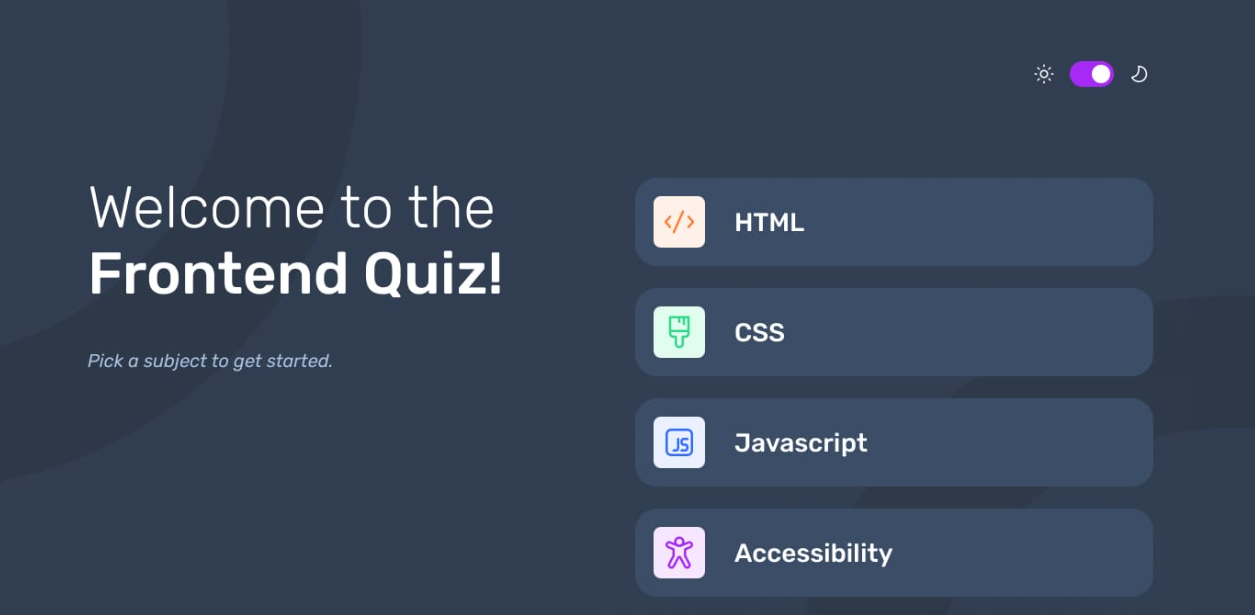 Welcome to the
Frontend Quiz!
Pick a subject to get started.
HTML
CSS
JS
Javascript
Accessibility